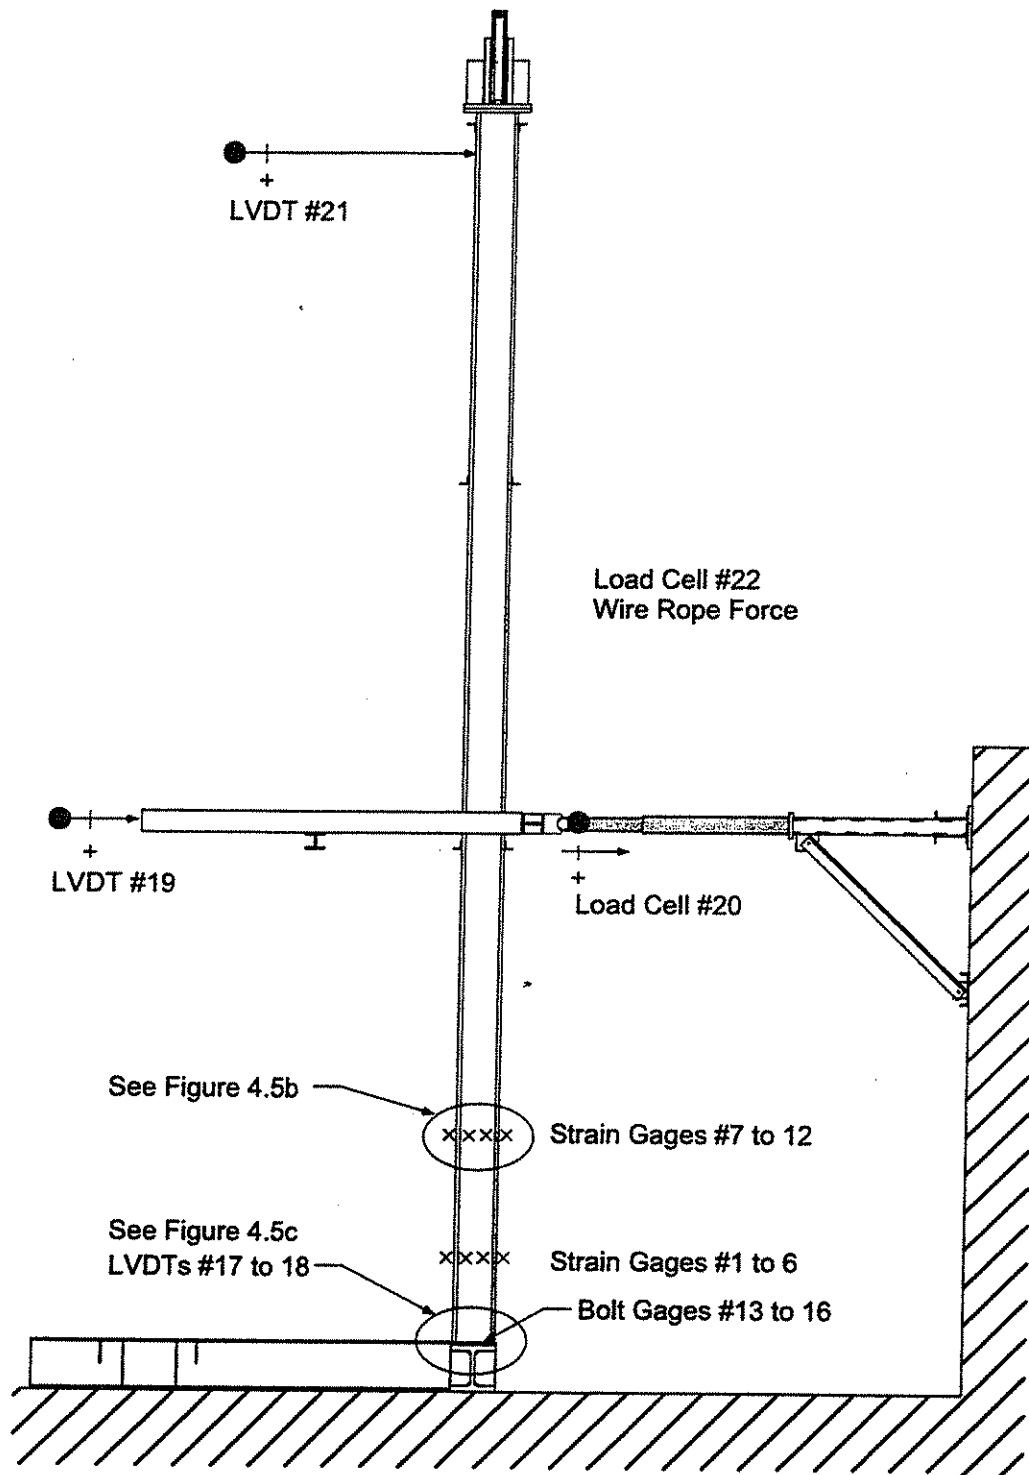 +
LVDT #21
Load Cell #22
Wire Rope Force
+
LVDT #19
+
Load Cell #20
See Figure 4.5b
Strain Gages #7 to 12
See Figure 4.5c
LVDTs #17 to 18
Strain Gages #1 to 6
Bolt Gages #13 to 16